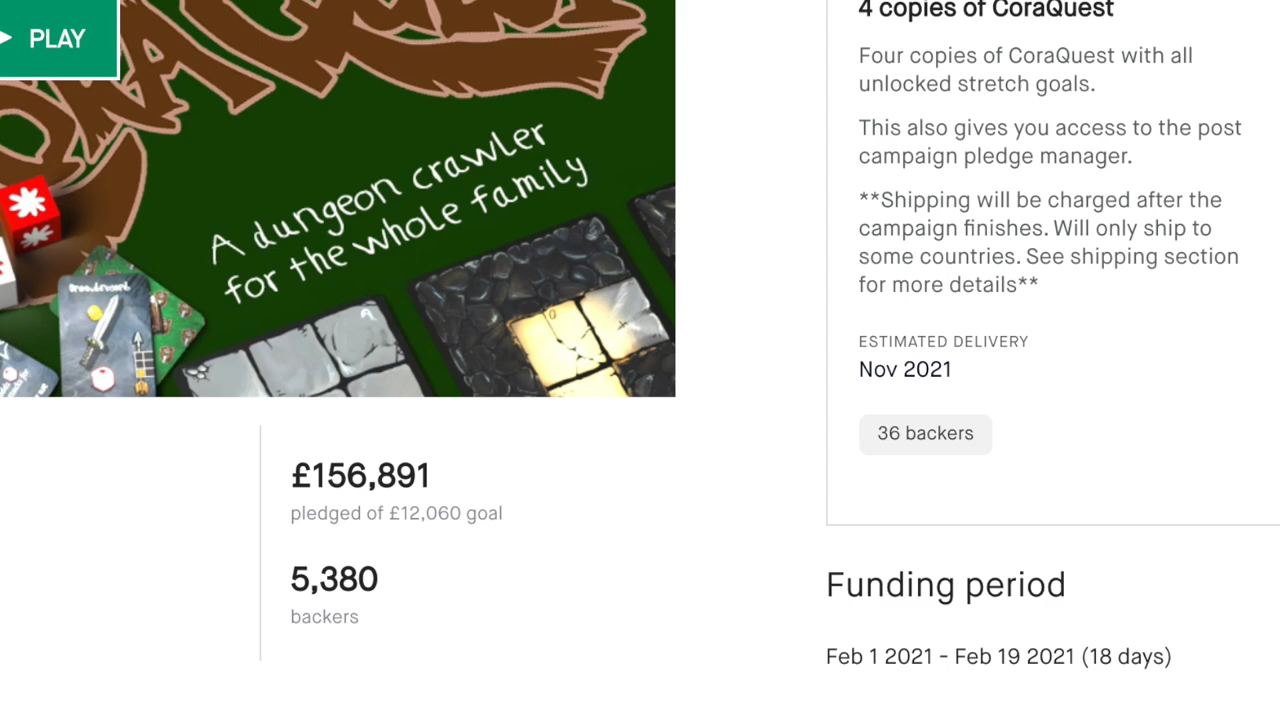 PLAY
A dungeon crawler
for the whole family
Broadsword
£156,891
pledged of £12,060 goal
5,380
backers
4 copies of CoraQuest
Four copies of CoraQuest with all
unlocked stretch goals.
This also gives you access to the post
campaign pledge manager.
**Shipping will be charged after the
campaign finishes. Will only ship to
some countries. See shipping section
for more details**
ESTIMATED DELIVERY
Nov 2021
36 backers
Funding period
Feb 1 2021 - Feb 19 2021 (18 days)